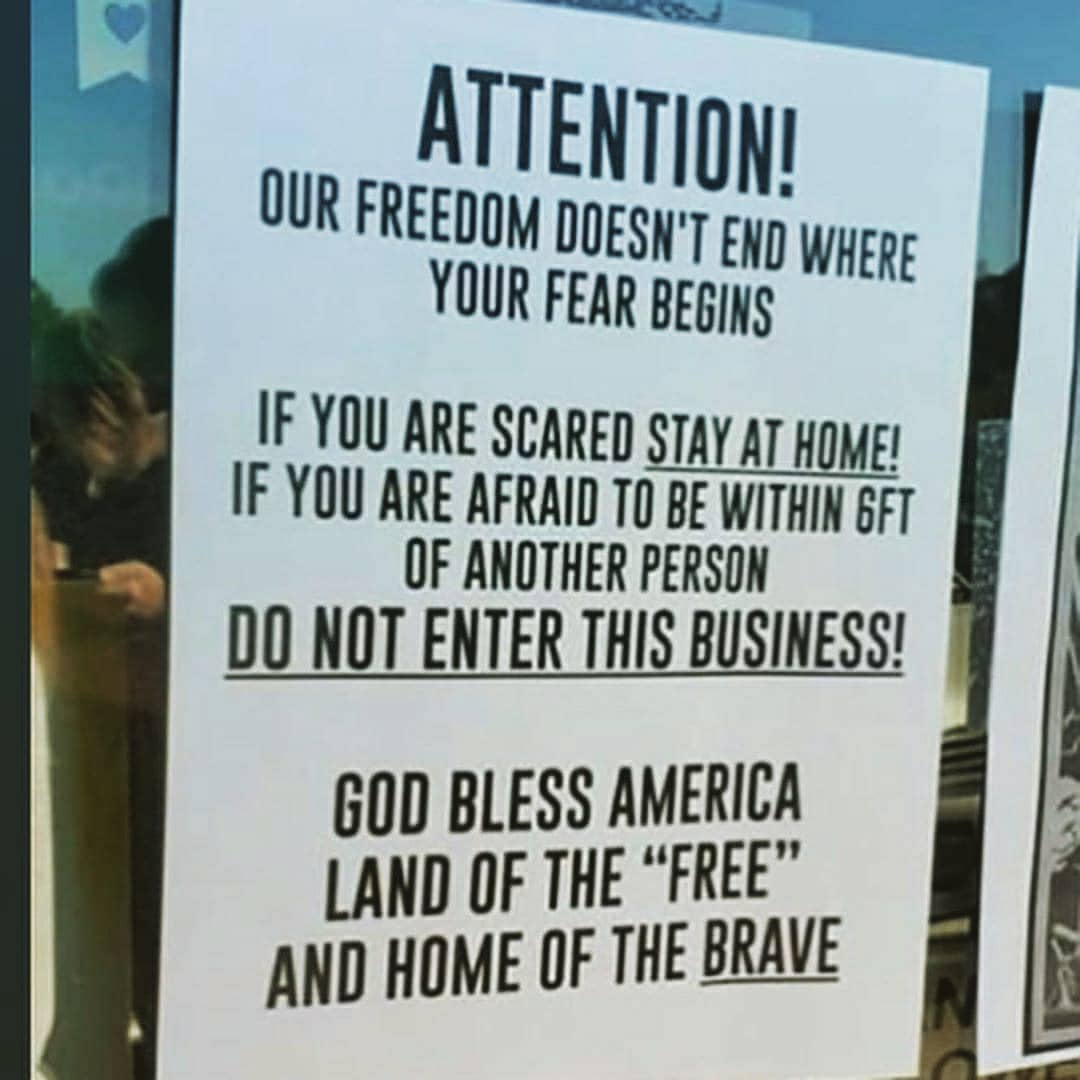 ATTENTION!
OUR FREEDOM DOESN'T END WHERE
YOUR FEAR BEGINS
IF YOU ARE SCARED STAY AT HOME!
IF YOU ARE AFRAID TO BE WITHIN 6FT
OF ANOTHER PERSON
DO NOT ENTER THIS BUSINESS!
GOD BLESS AMERICA
LAND OF THE “FREE”
AND HOME OF THE BRAVE